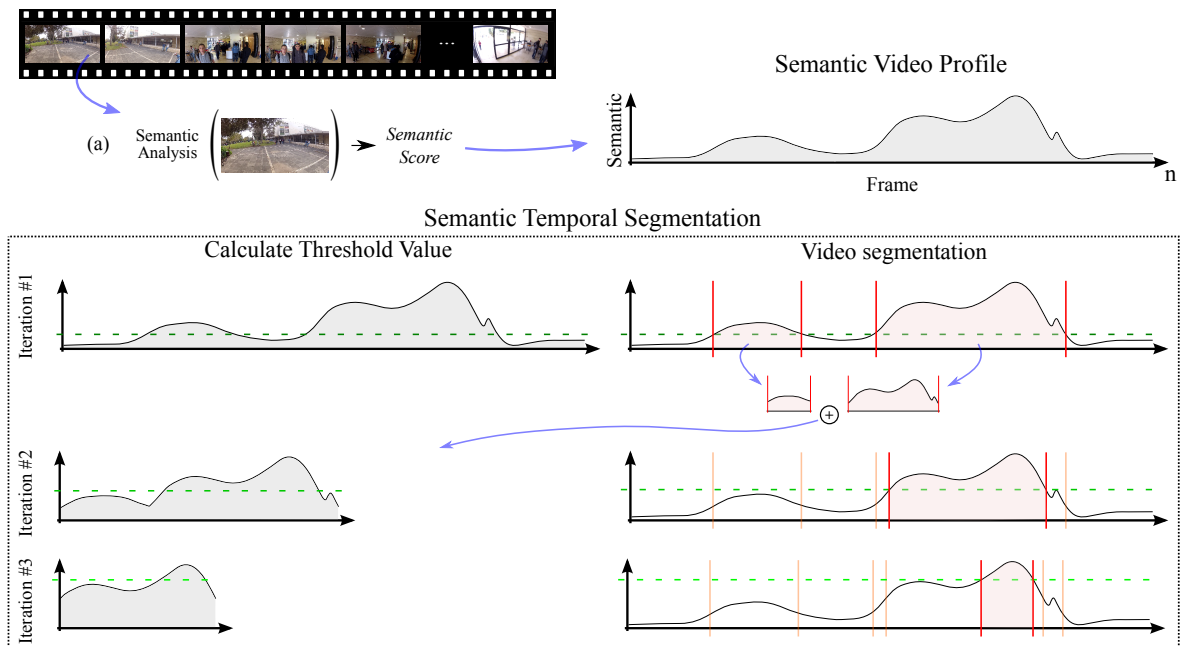 ...
Semantic Video Profile
Semantic
(a)
Semantic
Analysis
Semantic
Score
Frame
n
Semantic Temporal Segmentation
Calculate Threshold Value
Video segmentation
Iteration #1
+
Iteration #2
Iteration #3